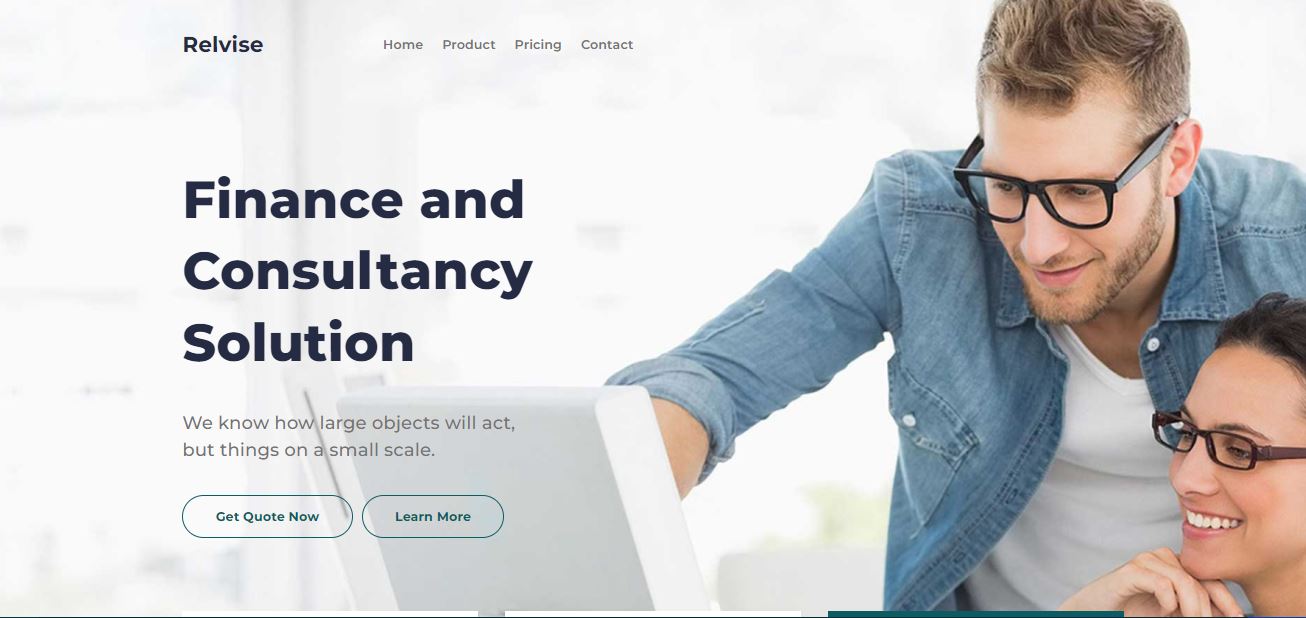 Relvise
Home Product Pricing Contact
Finance and
Consultancy
Solution
We know how large objects will act,
but things on a small scale.
Get Quote Now Learn More